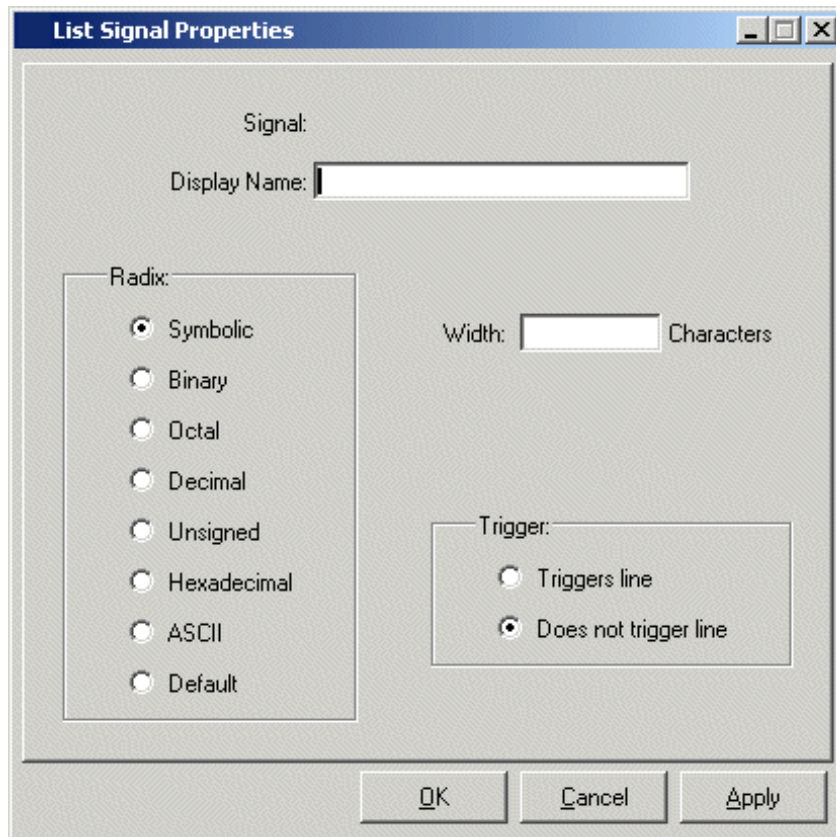 List Signal Properties
Signal:
Display Name:
Radix:
Symbolic
Binary
Octal
Decimal
Unsigned
Hexadecimal
ASCII
Default
Width: Characters
Trigger:
Triggers line
Does not trigger line
OK Cancel Apply